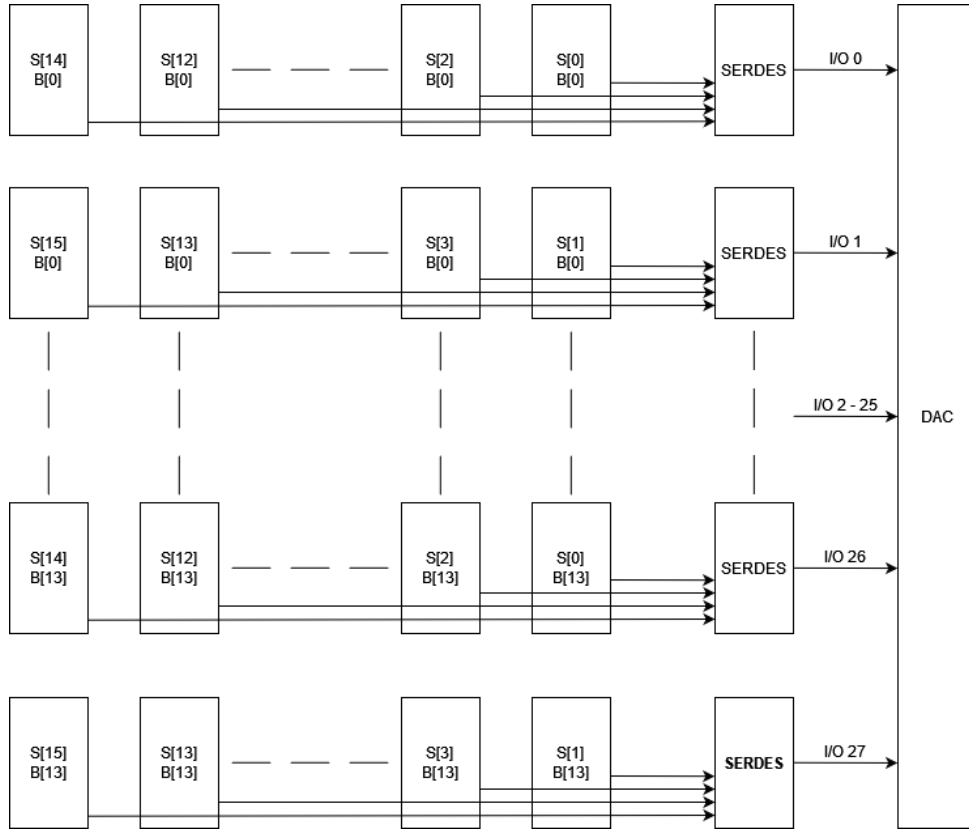 S[14]
B[0]
S[12]
B[0]
S[2]
B[0]
S[0]
B[0]
SERDES
I/O 0
S[15]
B[0]
S[13]
B[0]
S[3]
B[0]
S[1]
B[0]
SERDES
I/O 1
I/O 2 - 25
DAC
S[14]
B[13]
S[12]
B[13]
S[2]
B[13]
S[0]
B[13]
SERDES
I/O 26
S[15]
B[13]
S[13]
B[13]
S[3]
B[13]
S[1]
B[13]
SERDES
I/O 27